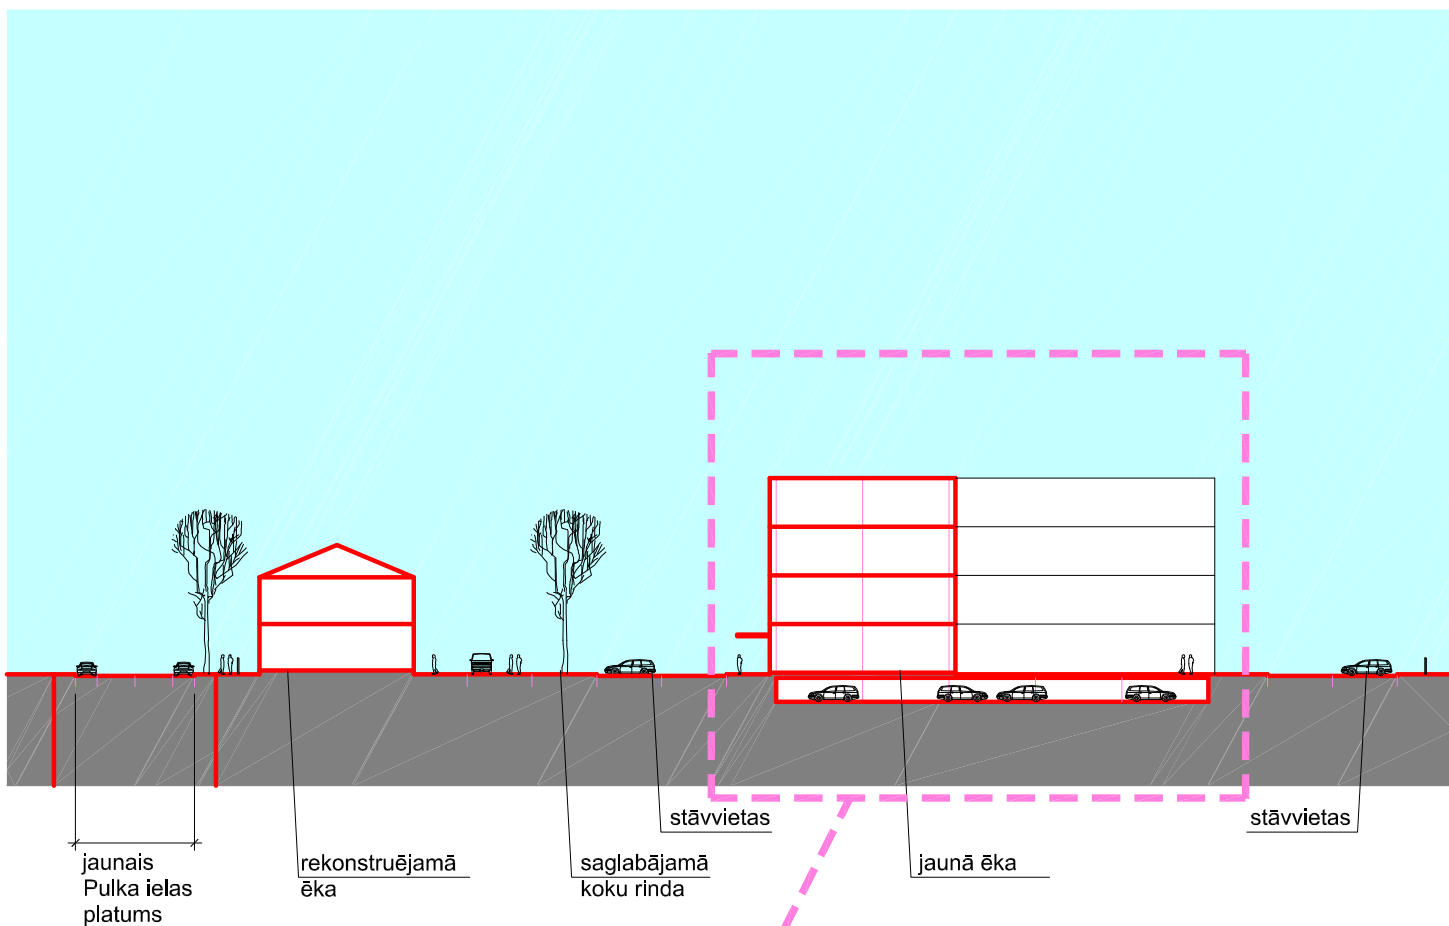 stāvvietas
stāvvietas
jaunais
Pulka ielas
platums
rekonstruējamā
ēka
saglabājamā
koku rinda
jaunā ēka